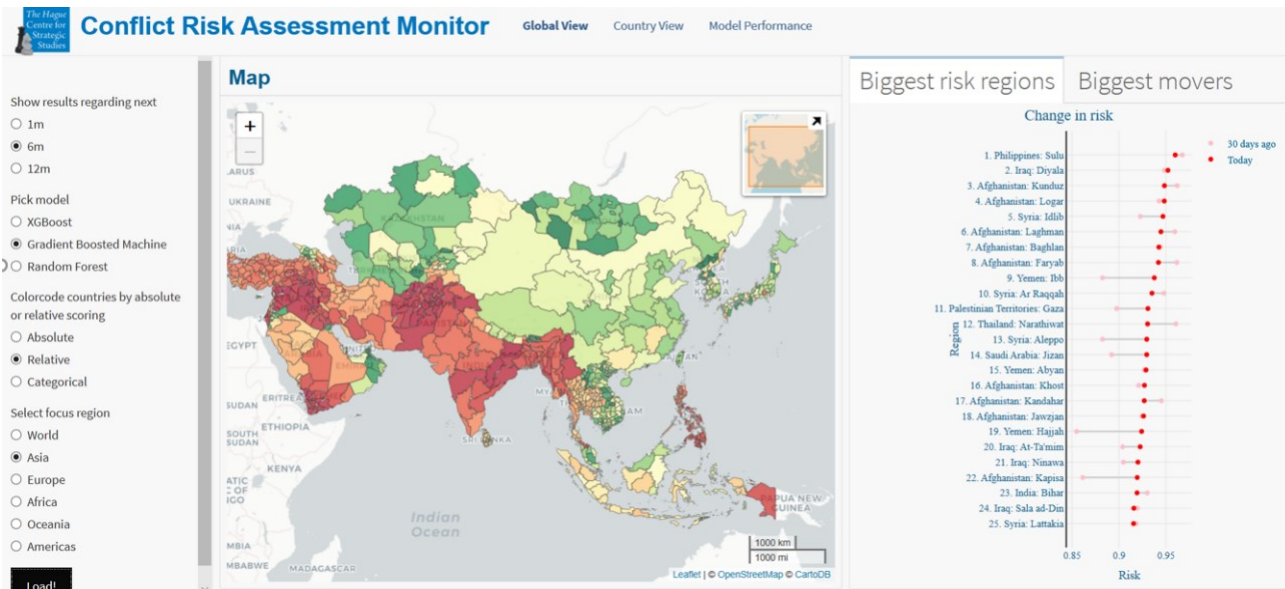 The Hague
Centre for
Strategic
Studies
Conflict Risk Assessment Monitor
Global View
Country View
Model Performance
Show results regarding next
1m
6m
12m
Pick model
XGBoost
Gradient Boosted Machine
Random Forest
Colorcode countries by absolute
or relative scoring
Absolute
Relative
Categorical
Select focus region
World
Asia
Europe
Africa
Oceania
Americas
Load!
Map
+
−
ARUS
UKRAINE
KAZAKHSTAN
EGYPT
SUDAN
ERITREA
ETHIOPIA
SOUTH
SUDAN
KENYA
SRI LANKA
PAKISTAN
INDIA
PAPUA NEW
GUINEA
Indian
Ocean
MBIA
MBABWE
MADAGASCAR
1000 km
1000 mi
Leaflet | © OpenStreetMap © CartoDB
Biggest risk regions
Biggest movers
Change in risk
30 days ago
Today
1. Philippines: Sulu
2. Iraq: Diyala
3. Afghanistan: Kunduz
4. Afghanistan: Logar
5. Syria: Idlib
6. Afghanistan: Laghman
7. Afghanistan: Baghlan
8. Afghanistan: Faryab
9. Yemen: Ibb
10. Syria: Ar Raqqah
11. Palestinian Territories: Gaza
12. Thailand: Narathiwat
13. Syria: Aleppo
14. Saudi Arabia: Jizan
15. Yemen: Abyan
16. Afghanistan: Khost
17. Afghanistan: Kandahar
18. Afghanistan: Jawzjan
19. Yemen: Hajjah
20. Iraq: At-Ta'mim
21. Iraq: Ninawa
22. Afghanistan: Kapisa
23. India: Bihar
24. Iraq: Sala ad-Din
25. Syria: Lattakia
Region
0.85
0.9
0.95
Risk